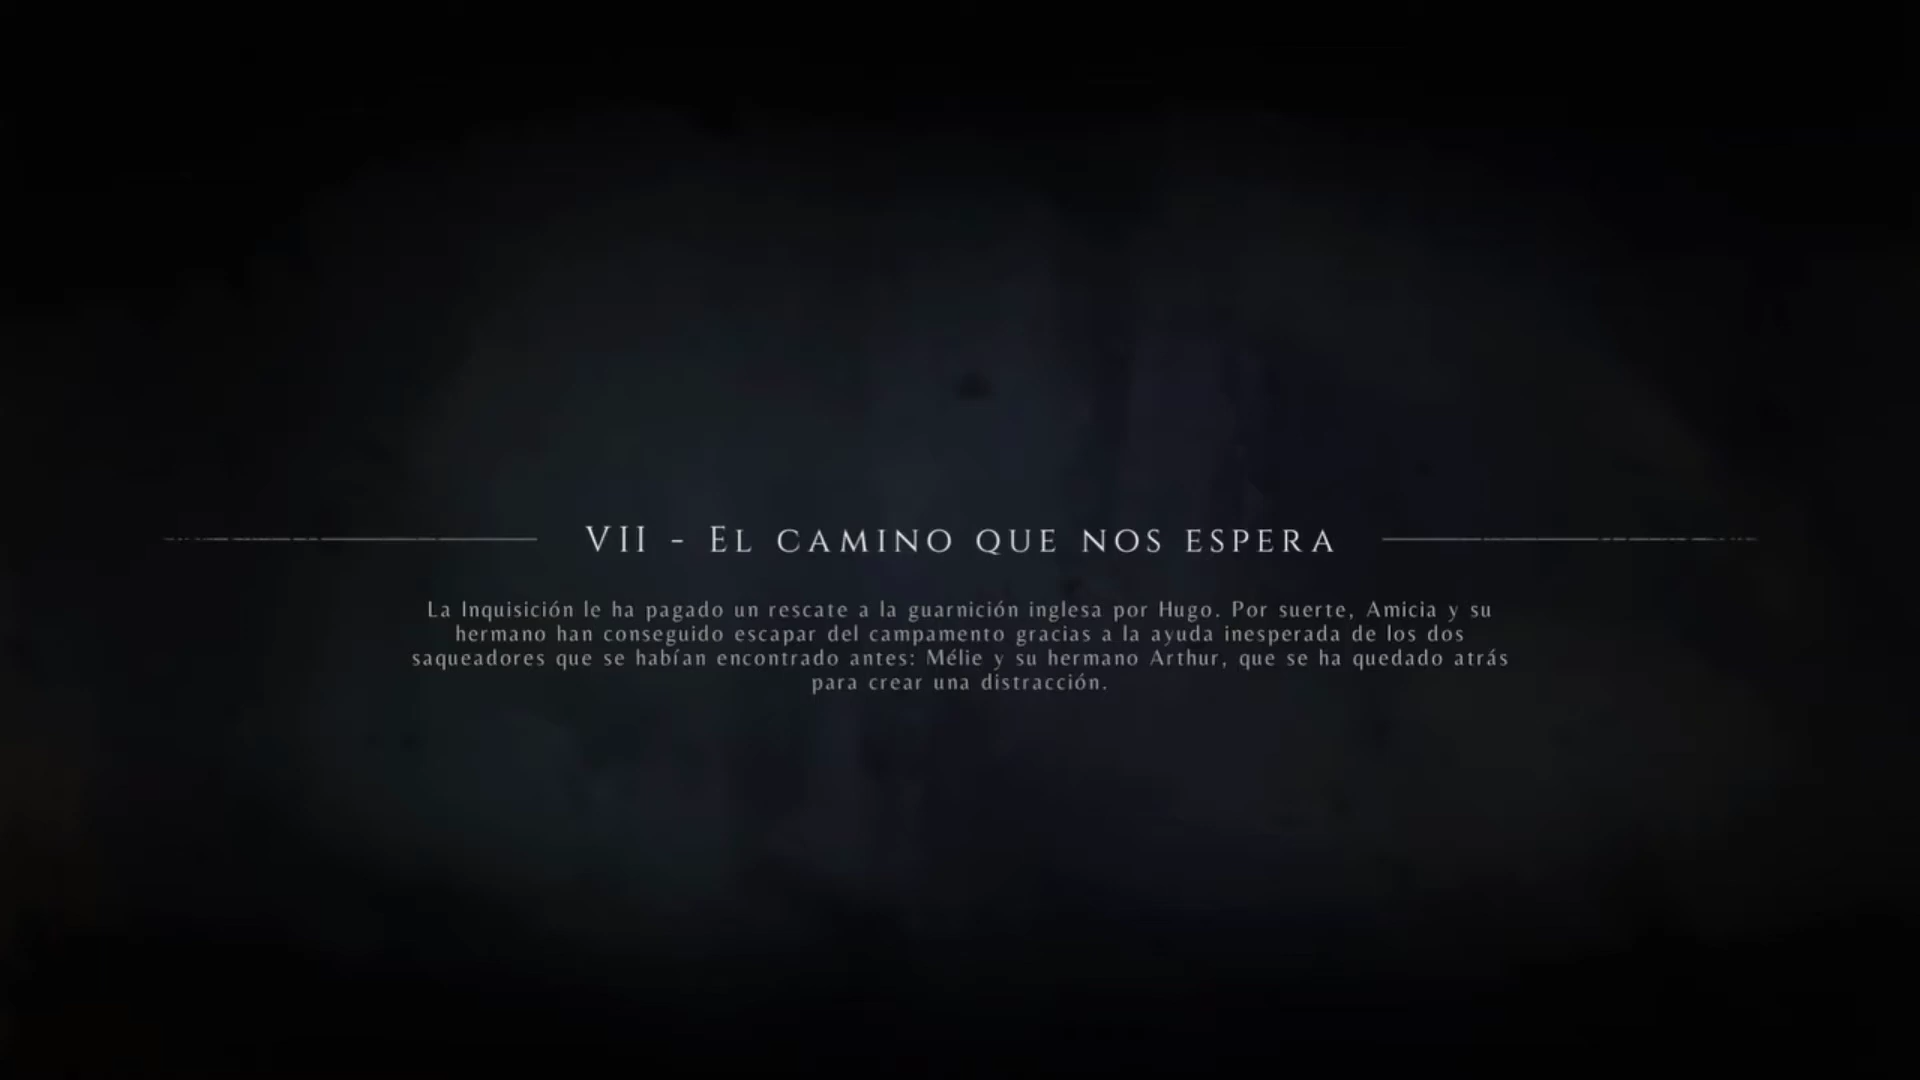 VII - El camino que nos espera
La Inquisición le ha pagado un rescate a la guarnición inglesa por Hugo. Por suerte, Amicia y su
hermano han conseguido escapar del campamento gracias a la ayuda inesperada de los dos
saqueadores que se habían encontrado antes: Mélie y su hermano Arthur, que se ha quedado atrás
para crear una distracción.